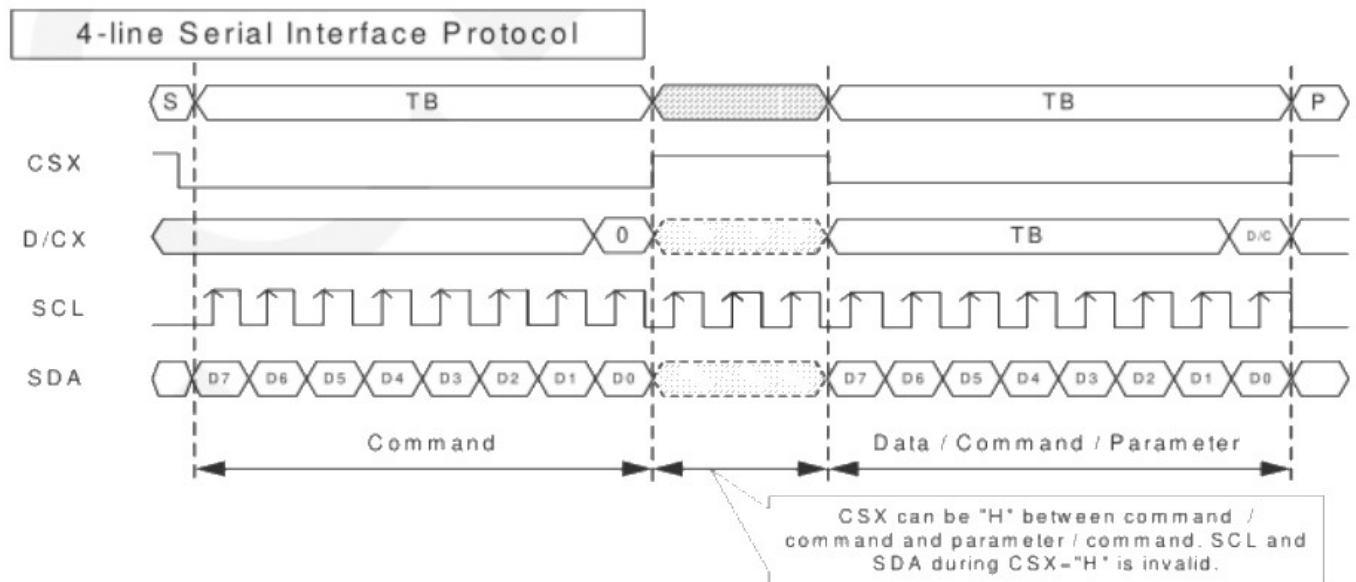 4-line Serial Interface Protocol
S TB TB P
CSX
D/CX 0 TB D/C
SCL
SDA D7 D6 D5 D4 D3 D2 D1 D0 D7 D6 D5 D4 D3 D2 D1 D0
Command Data / Command / Parameter
CSX can be "H" between command /
command and parameter / command. SCL and
SDA during CSX="H" is invalid.